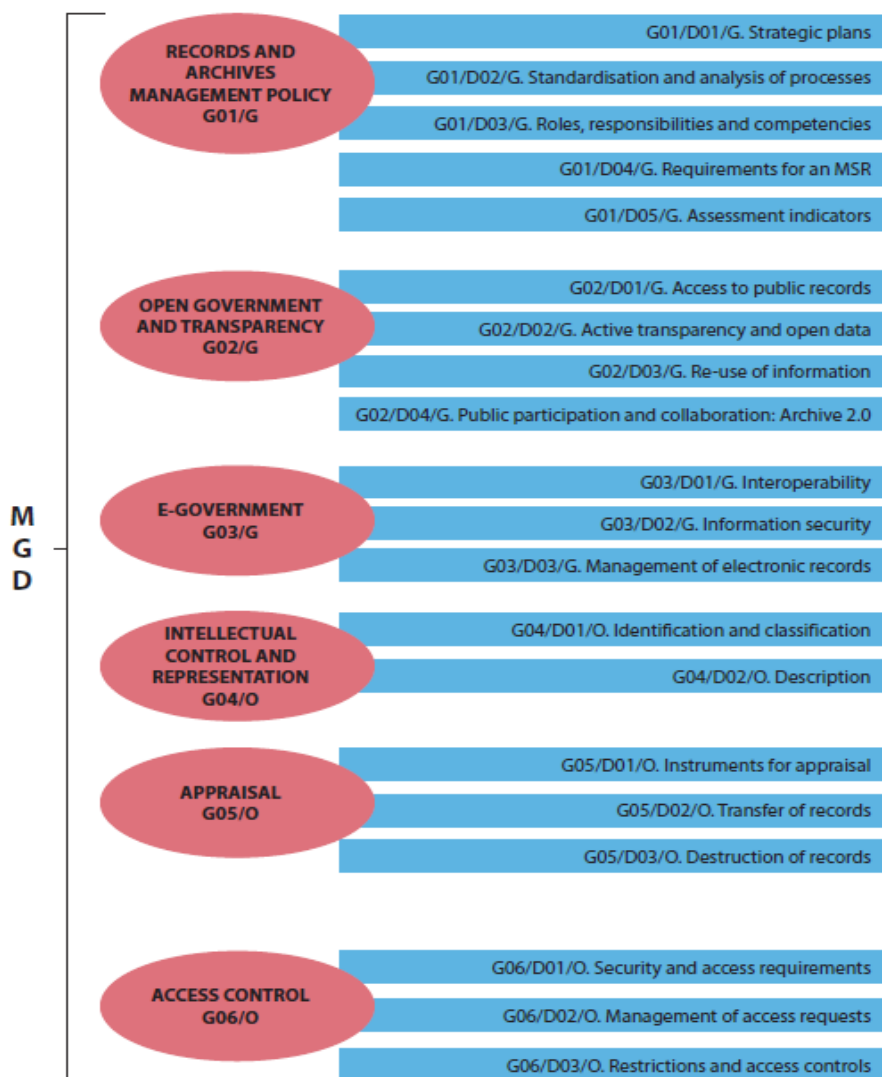 M
G
D
RECORDS AND
ARCHIVES
MANAGEMENT POLICY
G01/G
G01/D01/G. Strategic plans
G01/D02/G. Standardisation and analysis of processes
G01/D03/G. Roles, responsibilities and competencies
G01/D04/G. Requirements for an MSR
G01/D05/G. Assessment indicators
OPEN GOVERNMENT
AND TRANSPARENCY
G02/G
G02/D01/G. Access to public records
G02/D02/G. Active transparency and open data
G02/D03/G. Re-use of information
G02/D04/G. Public participation and collaboration: Archive 2.0
E-GOVERNMENT
G03/G
G03/D01/G. Interoperability
G03/D02/G. Information security
G03/D03/G. Management of electronic records
INTELLECTUAL
CONTROL AND
REPRESENTATION
G04/O
G04/D01/O. Identification and classification
G04/D02/O. Description
APPRAISAL
G05/O
G05/D01/O. Instruments for appraisal
G05/D02/O. Transfer of records
G05/D03/O. Destruction of records
ACCESS CONTROL
G06/O
G06/D01/O. Security and access requirements
G06/D02/O. Management of access requests
G06/D03/O. Restrictions and access controls